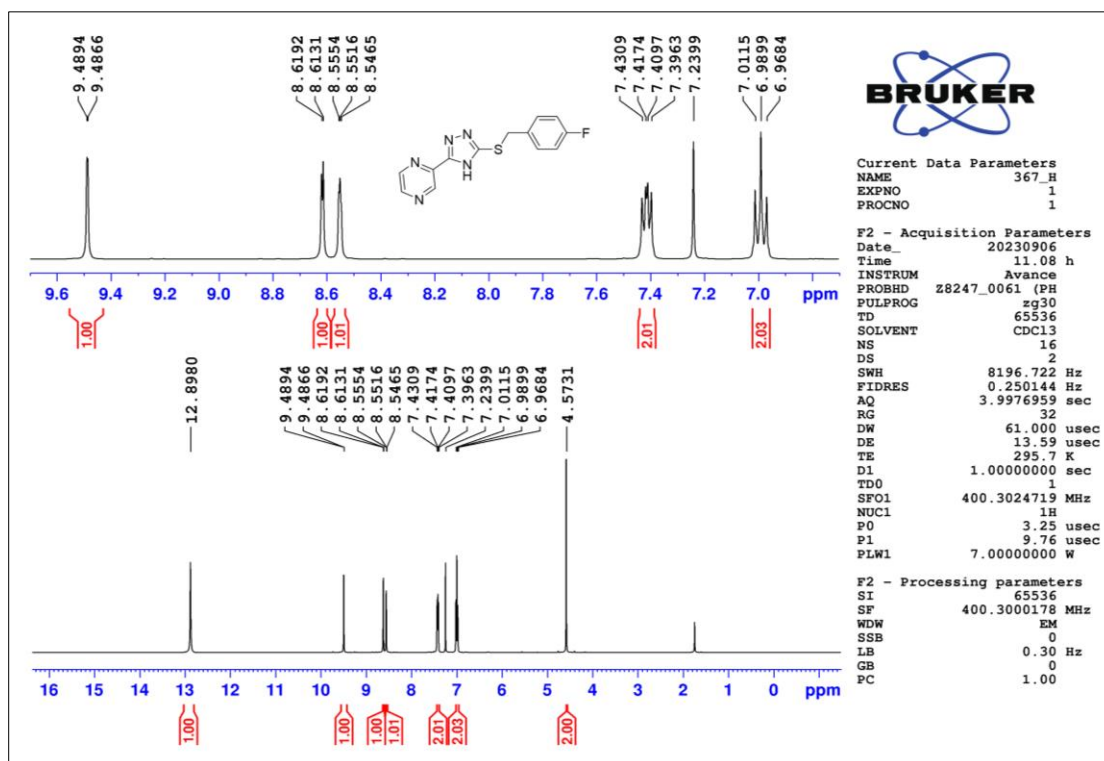 9.4894
9.4866
8.6192
8.6131
8.5554
8.5516
8.5465
7.4309
7.4174
7.4097
7.3963
7.2399
7.0115
6.9899
6.9684
N N
N
N
N
H
S
F
9.6 9.4 9.2 9.0 8.8 8.6 8.4 8.2 8.0 7.8 7.6 7.4 7.2 7.0 ppm
1.00
1.00
1.01
2.01
2.03
12.8980
9.4894
9.4866
8.6192
8.6131
8.5554
8.5516
8.5465
7.4309
7.4174
7.4097
7.3963
7.2399
7.0115
6.9899
6.9684
4.5731
16 15 14 13 12 11 10 9 8 7 6 5 4 3 2 1 0 ppm
1.00
1.00
1.00
1.01
2.01
2.03
2.00
BRUKER
Current Data Parameters
NAME 367_H
EXPNO 1
PROCNO 1
F2 - Acquisition Parameters
Date_ 20230906
Time 11.08 h
INSTRUM Avance
PROBHD Z8247_0061 (PH
PULPROG zg30
TD 65536
SOLVENT CDCl3
NS 16
DS 2
SWH 8196.722 Hz
FIDRES 0.250144 Hz
AQ 3.9976959 sec
RG 32
DW 61.000 usec
DE 13.59 usec
TE 295.7 K
D1 1.00000000 sec
TD0 1
SFO1 400.3024719 MHz
NUC1 1H
P0 3.25 usec
P1 9.76 usec
PLW1 7.00000000 W
F2 - Processing parameters
SI 65536
SF 400.3000178 MHz
WDW EM
SSB 0
LB 0.30 Hz
GB 0
PC 1.00